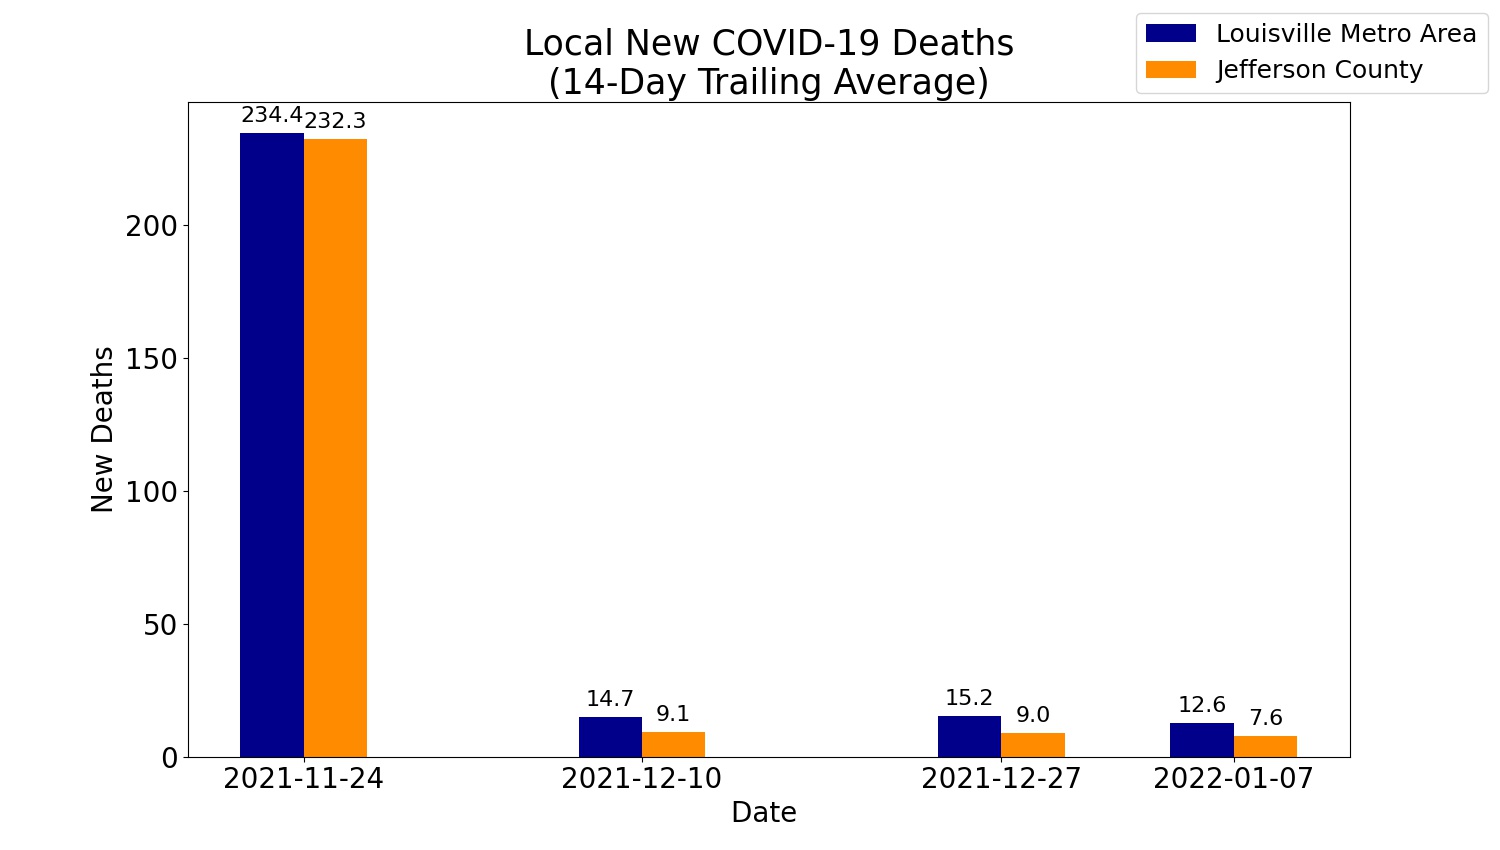 Local New COVID-19 Deaths
(14-Day Trailing Average)
Louisville Metro Area
Jefferson County
234.4
232.3
14.7
9.1
15.2
9.0
12.6
7.6
200
150
100
50
0
New Deaths
2021-11-24
2021-12-10
2021-12-27
2022-01-07
Date